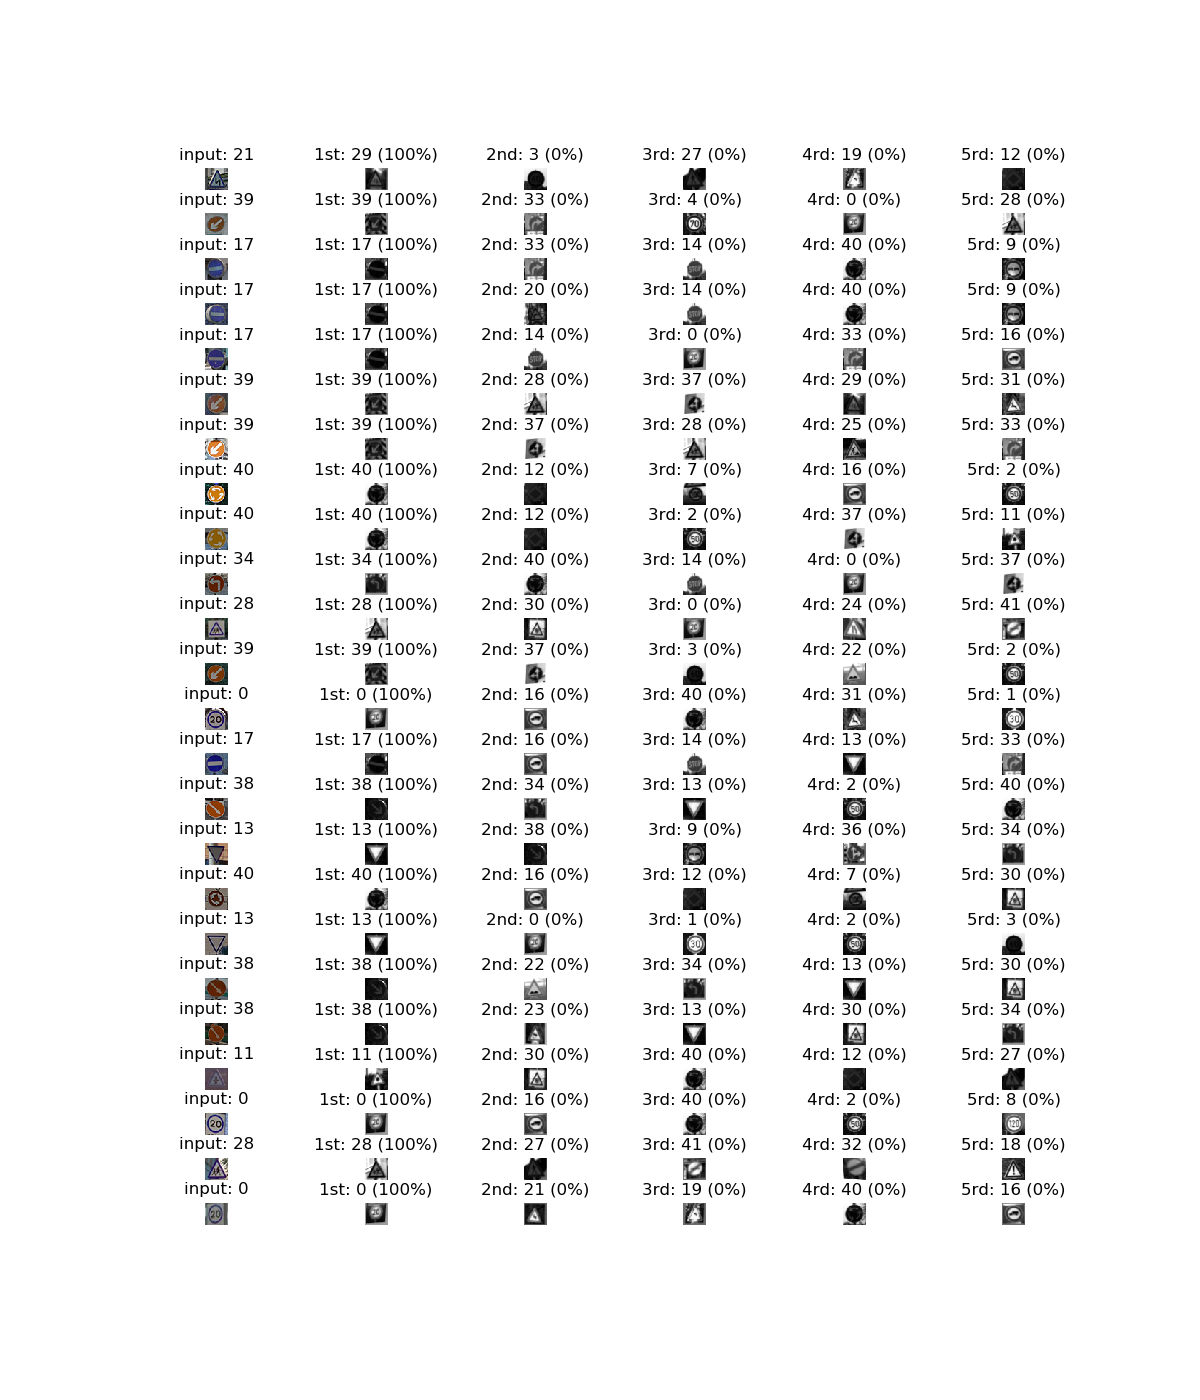 input: 21 1st: 29 (100%) 2nd: 3 (0%) 3rd: 27 (0%) 4rd: 19 (0%) 5rd: 12 (0%)
input: 39 1st: 39 (100%) 2nd: 33 (0%) 3rd: 4 (0%) 4rd: 0 (0%) 5rd: 28 (0%)
70
input: 17 1st: 17 (100%) 2nd: 33 (0%) 3rd: 14 (0%) 4rd: 40 (0%) 5rd: 9 (0%)
STOP
input: 17 1st: 17 (100%) 2nd: 20 (0%) 3rd: 14 (0%) 4rd: 40 (0%) 5rd: 9 (0%)
STOP
input: 17 1st: 17 (100%) 2nd: 14 (0%) 3rd: 0 (0%) 4rd: 33 (0%) 5rd: 16 (0%)
STOP
input: 39 1st: 39 (100%) 2nd: 28 (0%) 3rd: 37 (0%) 4rd: 29 (0%) 5rd: 31 (0%)
input: 39 1st: 39 (100%) 2nd: 37 (0%) 3rd: 28 (0%) 4rd: 25 (0%) 5rd: 33 (0%)
input: 40 1st: 40 (100%) 2nd: 12 (0%) 3rd: 7 (0%) 4rd: 16 (0%) 5rd: 2 (0%)
50
input: 40 1st: 40 (100%) 2nd: 12 (0%) 3rd: 2 (0%) 4rd: 37 (0%) 5rd: 11 (0%)
50
input: 34 1st: 34 (100%) 2nd: 40 (0%) 3rd: 14 (0%) 4rd: 0 (0%) 5rd: 37 (0%)
STOP
input: 28 1st: 28 (100%) 2nd: 30 (0%) 3rd: 0 (0%) 4rd: 24 (0%) 5rd: 41 (0%)
input: 39 1st: 39 (100%) 2nd: 37 (0%) 3rd: 3 (0%) 4rd: 22 (0%) 5rd: 2 (0%)
50
input: 0 1st: 0 (100%) 2nd: 16 (0%) 3rd: 40 (0%) 4rd: 31 (0%) 5rd: 1 (0%)
20 30
input: 17 1st: 17 (100%) 2nd: 16 (0%) 3rd: 14 (0%) 4rd: 13 (0%) 5rd: 33 (0%)
STOP
input: 38 1st: 38 (100%) 2nd: 34 (0%) 3rd: 13 (0%) 4rd: 2 (0%) 5rd: 40 (0%)
50
input: 13 1st: 13 (100%) 2nd: 38 (0%) 3rd: 9 (0%) 4rd: 36 (0%) 5rd: 34 (0%)
input: 40 1st: 40 (100%) 2nd: 16 (0%) 3rd: 12 (0%) 4rd: 7 (0%) 5rd: 30 (0%)
input: 13 1st: 13 (100%) 2nd: 0 (0%) 3rd: 1 (0%) 4rd: 2 (0%) 5rd: 3 (0%)
30 50
input: 38 1st: 38 (100%) 2nd: 22 (0%) 3rd: 34 (0%) 4rd: 13 (0%) 5rd: 30 (0%)
input: 38 1st: 38 (100%) 2nd: 23 (0%) 3rd: 13 (0%) 4rd: 30 (0%) 5rd: 34 (0%)
input: 11 1st: 11 (100%) 2nd: 30 (0%) 3rd: 40 (0%) 4rd: 12 (0%) 5rd: 27 (0%)
input: 0 1st: 0 (100%) 2nd: 16 (0%) 3rd: 40 (0%) 4rd: 2 (0%) 5rd: 8 (0%)
20 50 120
input: 28 1st: 28 (100%) 2nd: 27 (0%) 3rd: 41 (0%) 4rd: 32 (0%) 5rd: 18 (0%)
input: 0 1st: 0 (100%) 2nd: 21 (0%) 3rd: 19 (0%) 4rd: 40 (0%) 5rd: 16 (0%)
20